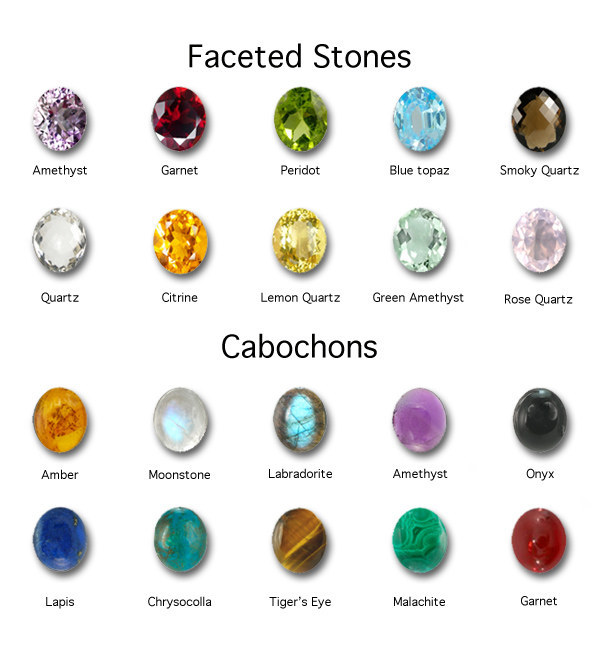 Faceted Stones
Amethyst Garnet Peridot Blue topaz Smoky Quartz
Quartz Citrine Lemon Quartz Green Amethyst Rose Quartz
Cabochons
Amber Moonstone Labradorite Amethyst Onyx
Lapis Chrysocolla Tiger's Eye Malachite Garnet